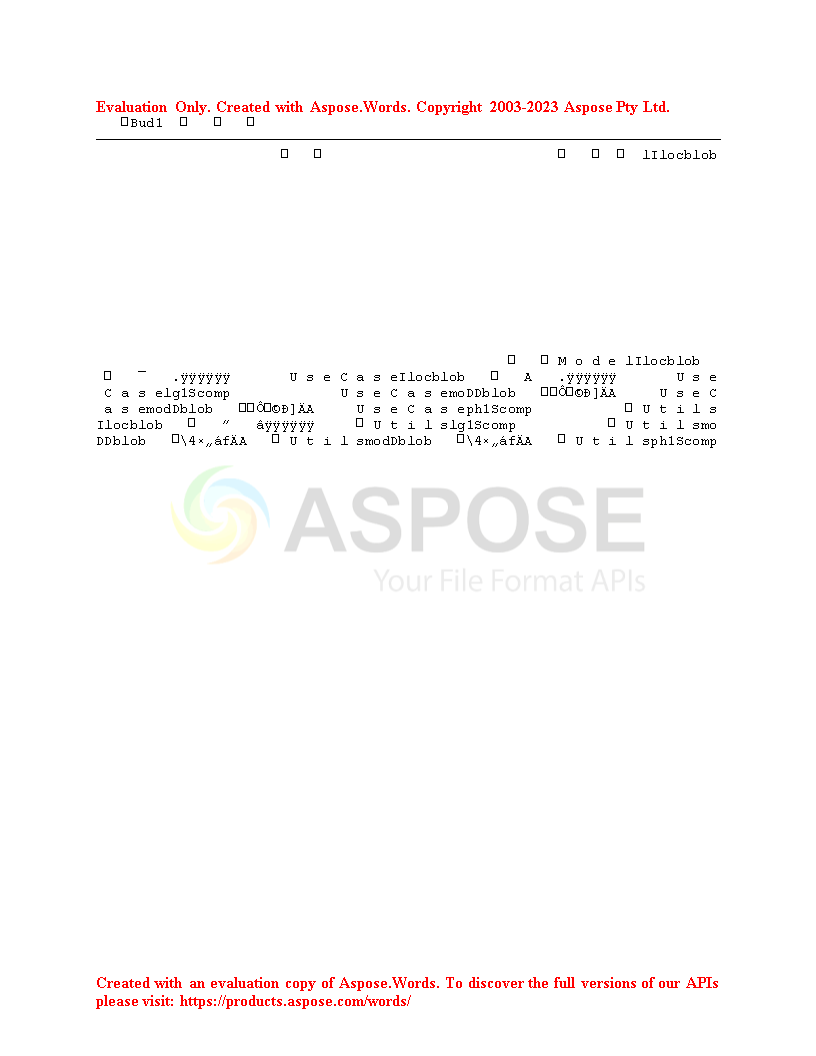 Evaluation Only. Created with Aspose.Words. Copyright 2003-2023 Aspose Pty Ltd.
□Bud1 □ □ □
□ □ □ □ □ lIlocblob
□ □ M o d e lIlocblob
□ ¯ .ÿÿÿÿÿÿ U s e C a s eIlocblob □ A .ÿÿÿÿÿÿ U s e
C a s elg1Scomp U s e C a s emoDDblob □□Ô□©Ð]ÄA U s e C
a s emodDblob □□Ô□©Ð]ÄA U s e C a s eph1Scomp □ U t i l s
Ilocblob □ ” áÿÿÿÿÿÿ □ U t i l slg1Scomp □ U t i l smo
DDblob □\4×„áfÄA □ U t i l smodDblob □\4×„áfÄA □ U t i l sph1Scomp
ASPOSE
Your File Format APIs
Created with an evaluation copy of Aspose.Words. To discover the full versions of our APIs
please visit: https://products.aspose.com/words/